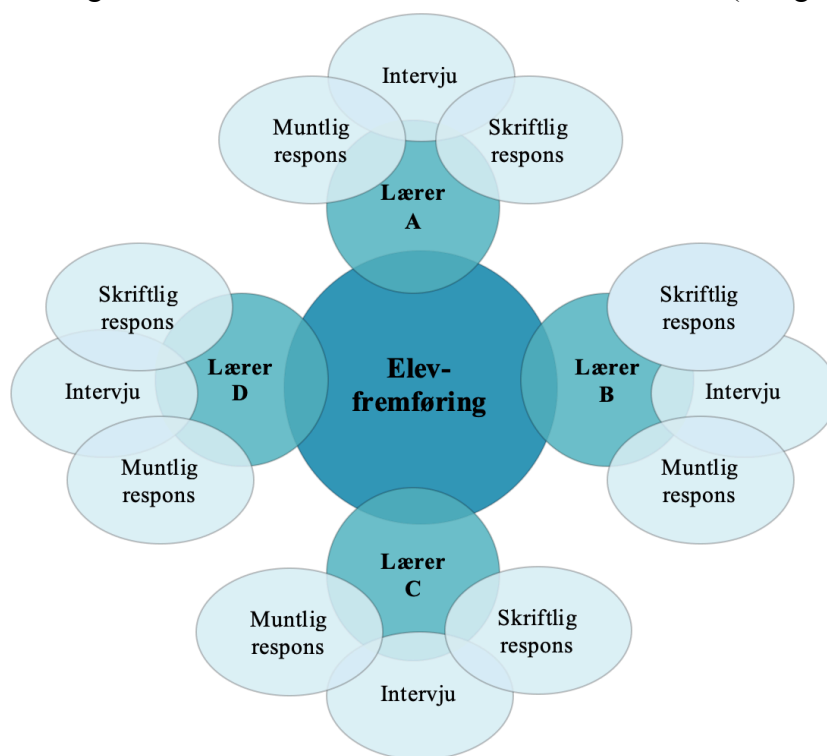 Intervju
Muntlig
respons
Skriftlig
respons
Lærer
A
Skriftlig
respons
Intervju
Muntlig
respons
Lærer
D
Elev-
fremføring
Lærer
B
Skriftlig
respons
Intervju
Muntlig
respons
Lærer
C
Muntlig
respons
Skriftlig
respons
Intervju